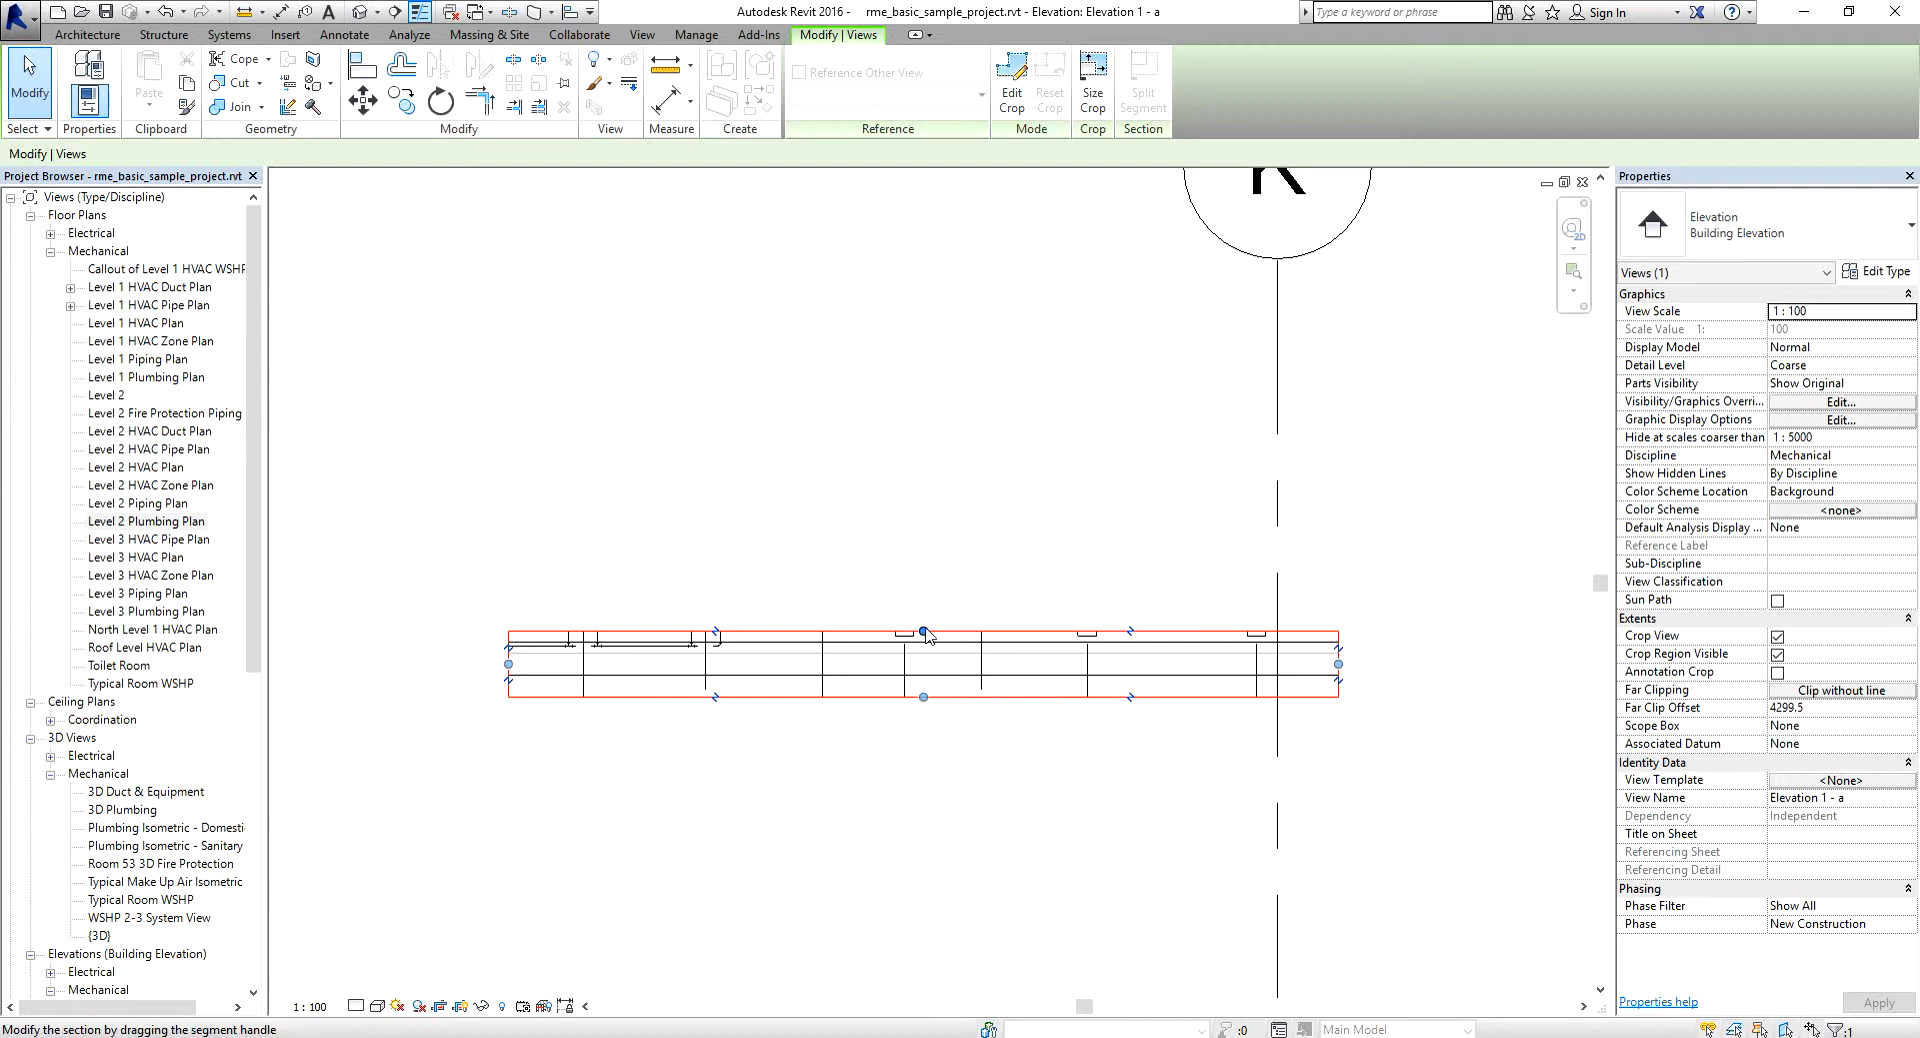 Autodesk Revit 2016 -     rme_basic_sample_project.rvt - Elevation: Elevation 1 - a
Type a keyword or phrase
Sign In
Architecture Structure Systems Insert Annotate Analyze Massing & Site Collaborate View Manage Add-Ins Modify | Views
Modify
Select
Properties
Paste
Clipboard
Cope
Cut
Join
Geometry
Modify
View
Measure
Create
Reference Other View
Reference
Edit Crop
Reset Crop
Mode
Size Crop
Crop
Split Segment
Section
Modify | Views
Project Browser - rme_basic_sample_project.rvt
Views (Type/Discipline)
Floor Plans
Electrical
Mechanical
Callout of Level 1 HVAC WSHP
Level 1 HVAC Duct Plan
Level 1 HVAC Pipe Plan
Level 1 HVAC Plan
Level 1 HVAC Zone Plan
Level 1 Piping Plan
Level 1 Plumbing Plan
Level 2
Level 2 Fire Protection Piping
Level 2 HVAC Duct Plan
Level 2 HVAC Pipe Plan
Level 2 HVAC Plan
Level 2 HVAC Zone Plan
Level 2 Piping Plan
Level 2 Plumbing Plan
Level 3 HVAC Pipe Plan
Level 3 HVAC Plan
Level 3 HVAC Zone Plan
Level 3 Piping Plan
Level 3 Plumbing Plan
North Level 1 HVAC Plan
Roof Level HVAC Plan
Toilet Room
Typical Room WSHP
Ceiling Plans
Coordination
3D Views
Electrical
Mechanical
3D Duct & Equipment
3D Plumbing
Plumbing Isometric - Domesti
Plumbing Isometric - Sanitary
Room 53 3D Fire Protection
Typical Make Up Air Isometric
Typical Room WSHP
WSHP 2-3 System View
{3D}
Elevations (Building Elevation)
Electrical
Mechanical
K
2D
1 : 100
Properties
Elevation
Building Elevation
Views (1)
Edit Type
Graphics
View Scale 1 : 100
Scale Value 1: 100
Display Model Normal
Detail Level Coarse
Parts Visibility Show Original
Visibility/Graphics Overri... Edit...
Graphic Display Options Edit...
Hide at scales coarser than 1 : 5000
Discipline Mechanical
Show Hidden Lines By Discipline
Color Scheme Location Background
Color Scheme <none>
Default Analysis Display ... None
Reference Label
Sub-Discipline
View Classification
Sun Path
Extents
Crop View
Crop Region Visible
Annotation Crop
Far Clipping Clip without line
Far Clip Offset 4299.5
Scope Box None
Associated Datum None
Identity Data
View Template <None>
View Name Elevation 1 - a
Dependency Independent
Title on Sheet
Referencing Sheet
Referencing Detail
Phasing
Phase Filter Show All
Phase New Construction
Properties help
Apply
Modify the section by dragging the segment handle
:0
Main Model
:1